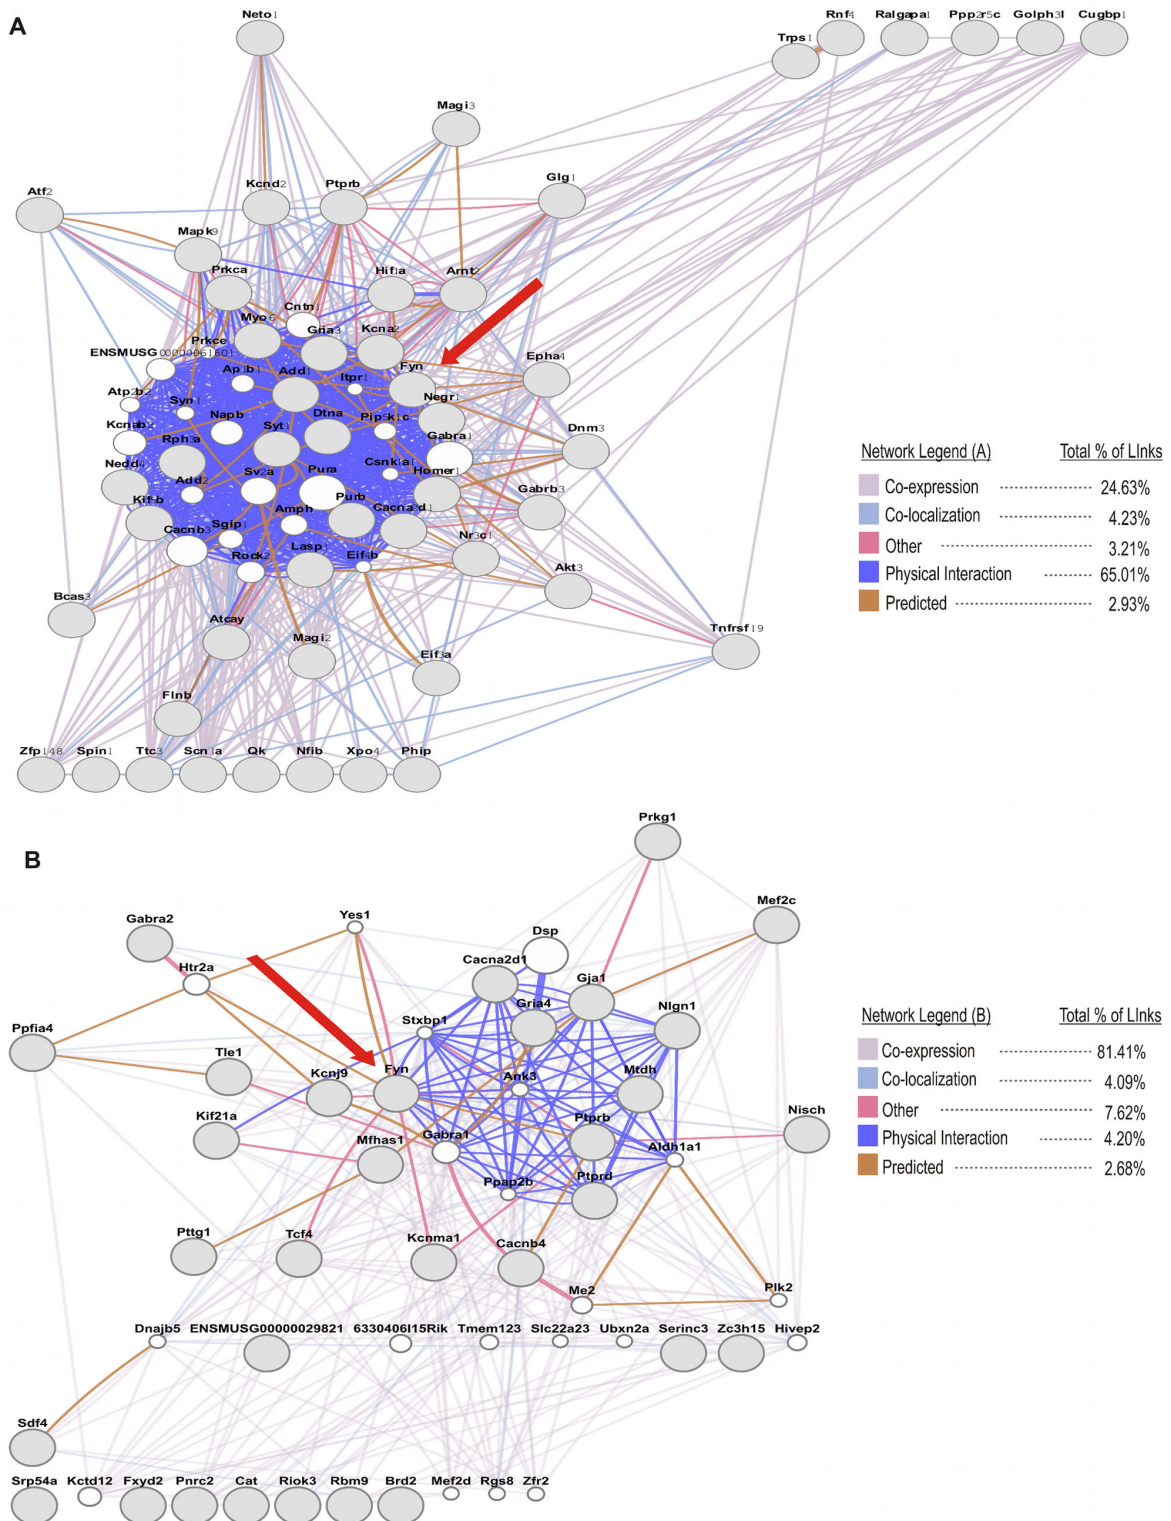 A
Neto1
Rnf4 Ralgapa1 Ppp2r5c Golph3l Cugbp1
Trps1
Magi3
Atf2 Kcnd2 Ptprb Glg1
Mapk9
Prkca Hif1a Arnt2
Cntn1
Myo6 Gria3 Kcna2
Prkce
ENSMUSG00000061601 Epha4
Ap1b1 Add1 Itpr1 Fyn
Atp2b2 Syn1 Negr1
Napb Dtna Pip5k1c
Kcnab2 Syt1 Gabra1 Dnm3
Rph3a
Nedd4 Sv2a Pura Csnk1a1 Homer1
Add2 Gabrb3
Kif5b Amph Purb Cacna2d1
Cacnb3 Sgip1 Nr3c1
Rock2 Lasp1 Eif4b
Akt3
Bcas3
Atcay Magi2 Tnfrsf19
Eif3a
Flnb
Zfp148 Spin1 Ttc3 Scn1a Qk Nfib Xpo4 Phip
Network Legend (A) Total % of LInks
Co-expression 24.63%
Co-localization 4.23%
Other 3.21%
Physical Interaction 65.01%
Predicted 2.93%
B
Prkg1
Mef2c
Gabra2 Yes1 Dsp
Htr2a Cacna2d1 Gja1
Gria4 Nlgn1
Ppfia4 Stxbp1
Tle1 Kcnj9 Fyn Ank3 Mtdh
Kif21a Nisch
Mfhas1 Gabra1 Ptprb Aldh1a1
Ppap2b Ptprd
Pttg1 Tcf4 Kcnma1 Cacnb4
Me2 Plk2
Dnajb5 ENSMUSG00000029821 6330406I15Rik Tmem123 Slc22a23 Ubxn2a Serinc3 Zc3h15 Hivep2
Sdf4
Srp54a Kctd12 Fxyd2 Pnrc2 Cat Riok3 Rbm9 Brd2 Mef2d Rgs8 Zfr2
Network Legend (B) Total % of LInks
Co-expression 81.41%
Co-localization 4.09%
Other 7.62%
Physical Interaction 4.20%
Predicted 2.68%